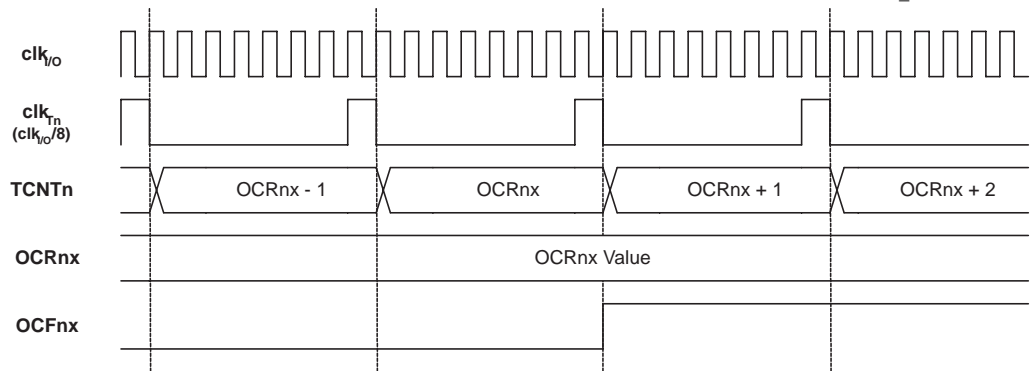 clkI/O
clkTn
(clkI/O/8)
TCNTn OCRnx - 1 OCRnx OCRnx + 1 OCRnx + 2
OCRnx OCRnx Value
OCFnx